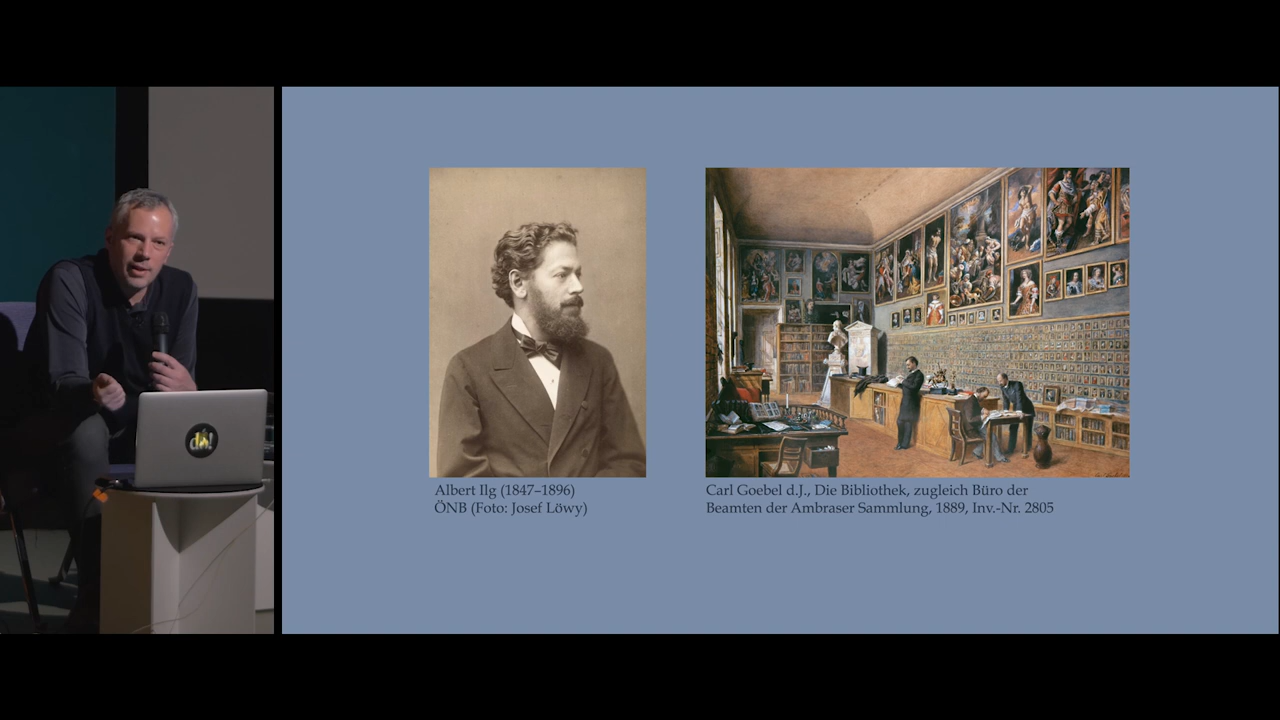 Albert Ilg (1847–1896)
ÖNB (Foto: Josef Löwy)
Carl Goebel d.J., Die Bibliothek, zugleich Büro der
Beamten der Ambraser Sammlung, 1889, Inv.-Nr. 2805